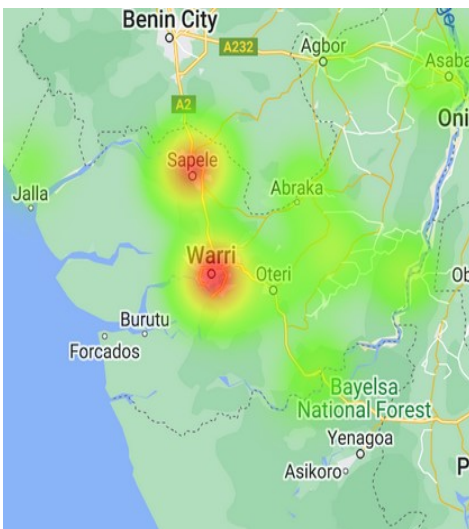 Benin City
A232
Agbor
Asaba
A2
Oni
Sapele
Abraka
Jalla
Warri
Oteri
Ob
Burutu
Forcados
Bayelsa
National Forest
Yenagoa
P
Asikoro